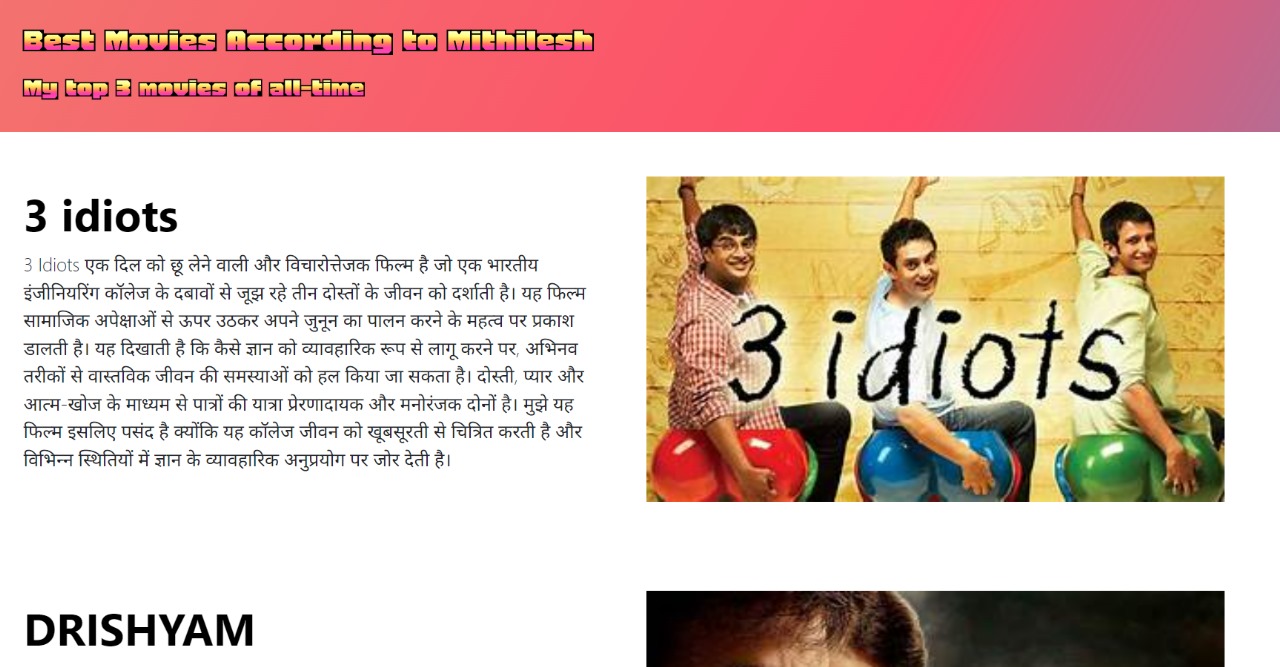 Best Movies According to Mithilesh
My top 3 movies of all-time
3 idiots
3 Idiots एक दिल को छू लेने वाली और विचारोत्तेजक फिल्म है जो एक भारतीय
इंजीनियरिंग कॉलेज के दबावों से जूझ रहे तीन दोस्तों के जीवन को दर्शाती है। यह फिल्म
सामाजिक अपेक्षाओं से ऊपर उठकर अपने जुनून का पालन करने के महत्व पर प्रकाश
डालती है। यह दिखाती है कि कैसे ज्ञान को व्यावहारिक रूप से लागू करने पर, अभिनव
तरीकों से वास्तविक जीवन की समस्याओं को हल किया जा सकता है। दोस्ती, प्यार और
आत्म-खोज के माध्यम से पात्रों की यात्रा प्रेरणादायक और मनोरंजक दोनों है। मुझे यह
फिल्म इसलिए पसंद है क्योंकि यह कॉलेज जीवन को खूबसूरती से चित्रित करती है और
विभिन्न स्थितियों में ज्ञान के व्यावहारिक अनुप्रयोग पर जोर देती है।
3 idiots
DRISHYAM